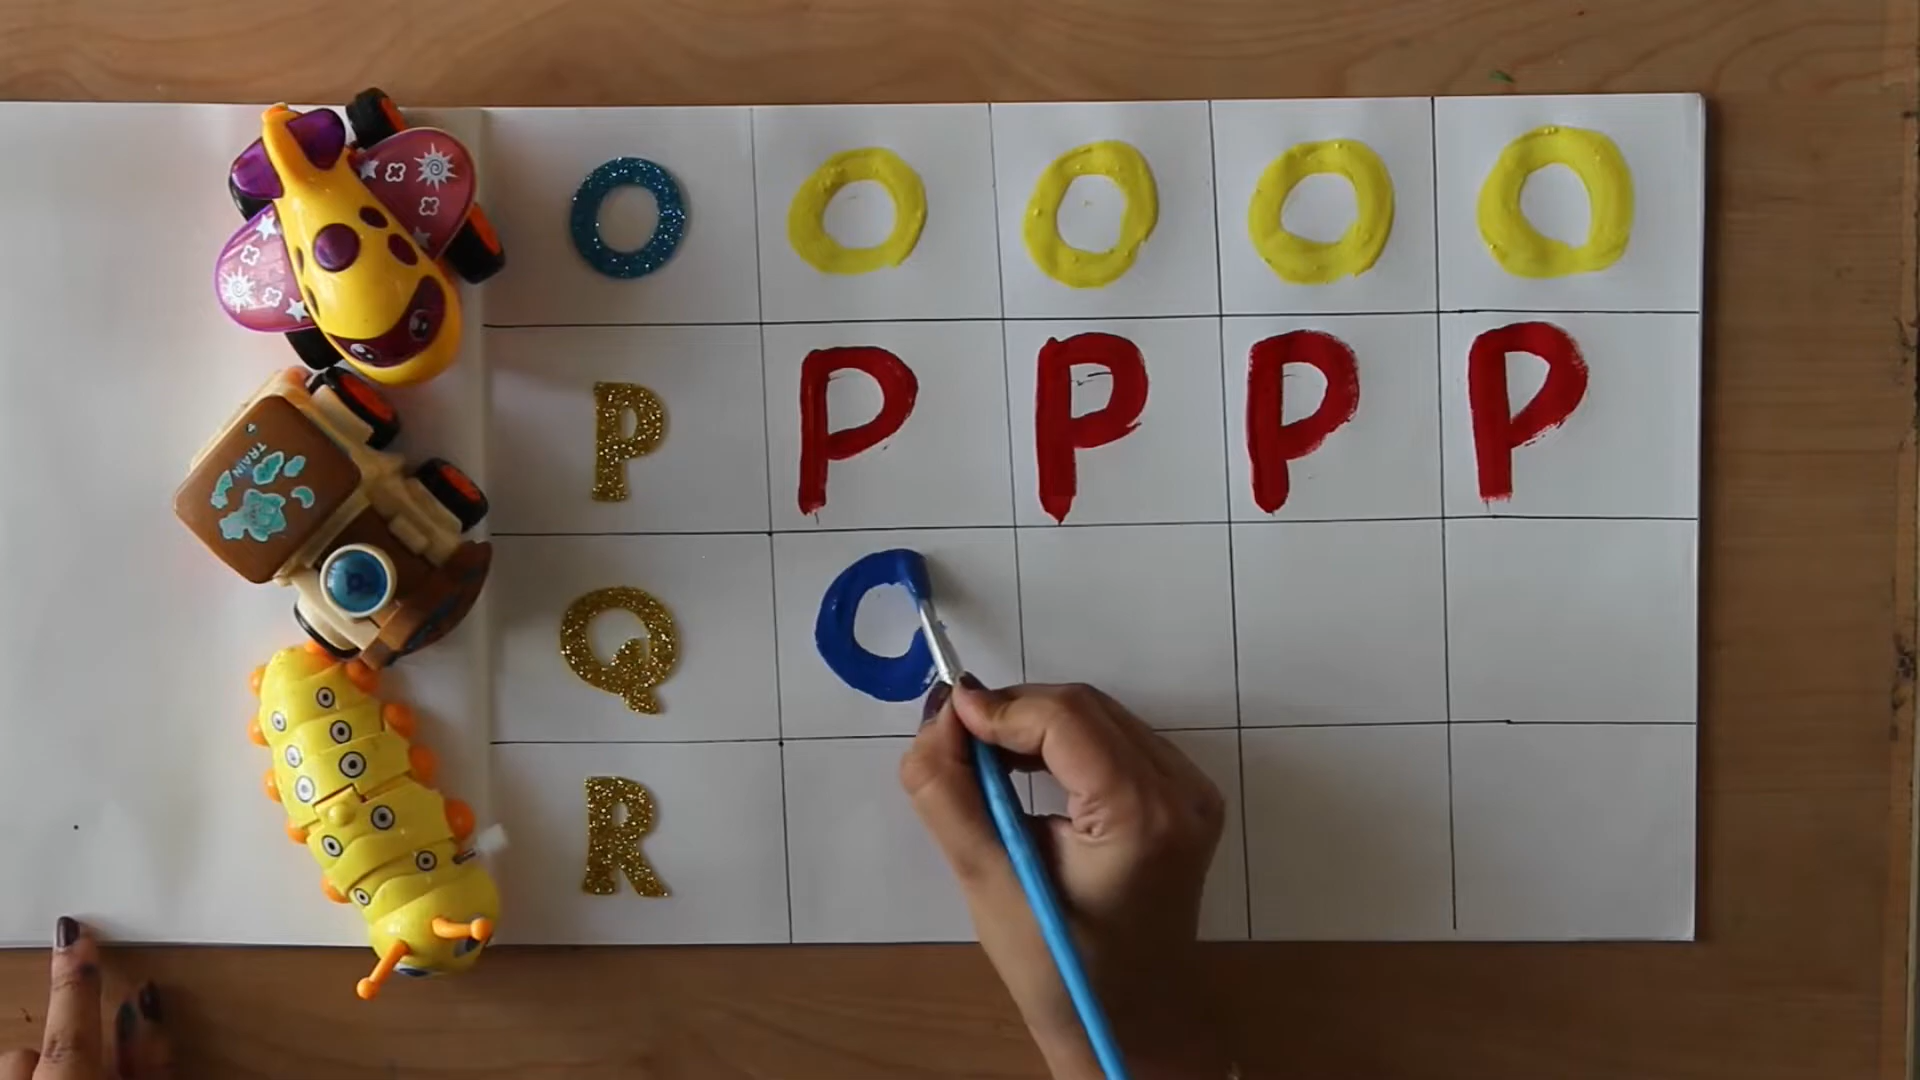 O O O O O
P P P P P
Q
R
TRAIN